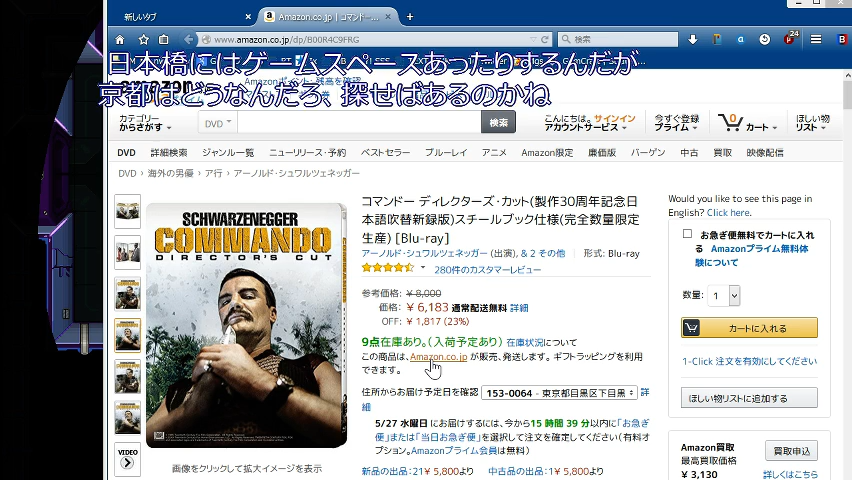 新しいタブ
Amazon.co.jp | コマンドー
www.amazon.co.jp/dp/B00R4C9FRG
検索
24
日本橋にはゲームスペースあったりするんだが
京都はどうなんだろ、探せばあるのかね
カテゴリー
からさがす
DVD
検索
こんにちは。サインイン
アカウントサービス
今すぐ登録
プライム
0
カート
ほしい物
リスト
DVD 詳細検索 ジャンル一覧 ニューリリース・予約 ベストセラー ブルーレイ アニメ Amazon限定 廉価版 バーゲン 中古 買取 映像配信
DVD › 海外の男優 › ア行 › アーノルド・シュワルツェネッガー
SCHWARZENEGGER
COMMANDO
DIRECTOR'S CUT
VIDEO
画像をクリックして拡大イメージを表示
コマンドー ディレクターズ・カット(製作30周年記念日
本語吹替新録版)スチールブック仕様(完全数量限定
生産) [Blu-ray]
アーノルド・シュワルツェネッガー (出演), & 2 その他 形式: Blu-ray
280件のカスタマーレビュー
参考価格: ¥ 8,000
価格: ¥ 6,183 通常配送無料 詳細
OFF: ¥ 1,817 (23%)
9点在庫あり。(入荷予定あり) 在庫状況について
この商品は、Amazon.co.jp が販売、発送します。 ギフトラッピングを利用
できます。
住所からお届け予定日を確認 153-0064 - 東京都目黒区下目黒 詳
細
5/27 水曜日 にお届けするには、今から15 時間 39 分以内に「お急ぎ
便」または「当日お急ぎ便」を選択して注文を確定してください(有料オ
プション。Amazonプライム会員は無料)
新品の出品：21¥ 5,800より 中古品の出品：1¥ 5,800より
Would you like to see this page in
English? Click here.
お急ぎ便無料でカートに入れ
る Amazonプライム無料体
験について
数量: 1
カートに入れる
1-Click 注文を有効にしてください
ほしい物リストに追加する
Amazon買取
最高買取価格
¥ 3,130
買取申込
詳しくはこちら